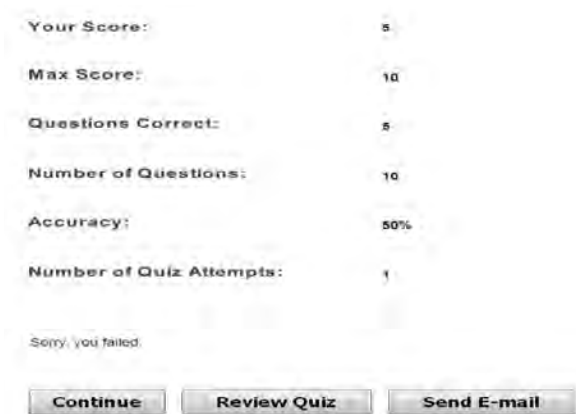 Your Score: 5
Max Score: 10
Questions Correct: 5
Number of Questions: 10
Accuracy: 50%
Number of Quiz Attempts: 1
Sorry, you failed.
Continue Review Quiz Send E-mail